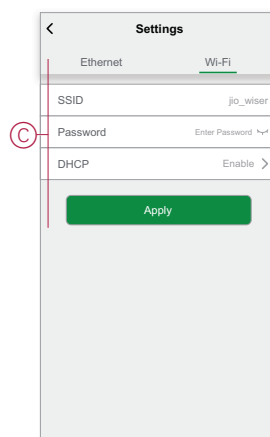 Settings
Ethernet Wi-Fi
SSID jio_wiser
Password Enter Password
DHCP Enable
Apply
C